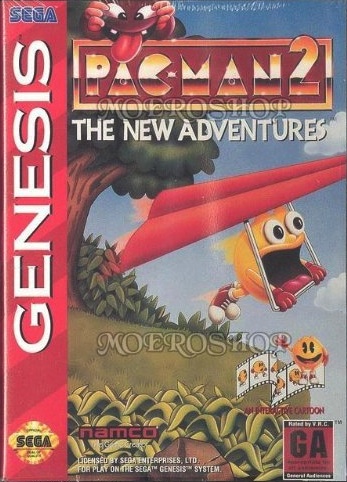 SEGA
GENESIS
PAC-MAN 2
MOEROSHOP
THE NEW ADVENTURES
MOEROSHOP
AN INTERACTIVE CARTOON
TM
namco
LICENSED BY SEGA ENTERPRISES, LTD.
FOR PLAY ON THE SEGA™ GENESIS™ SYSTEM.
SEGA
Rated by V.R.C.
GA
General Audiences